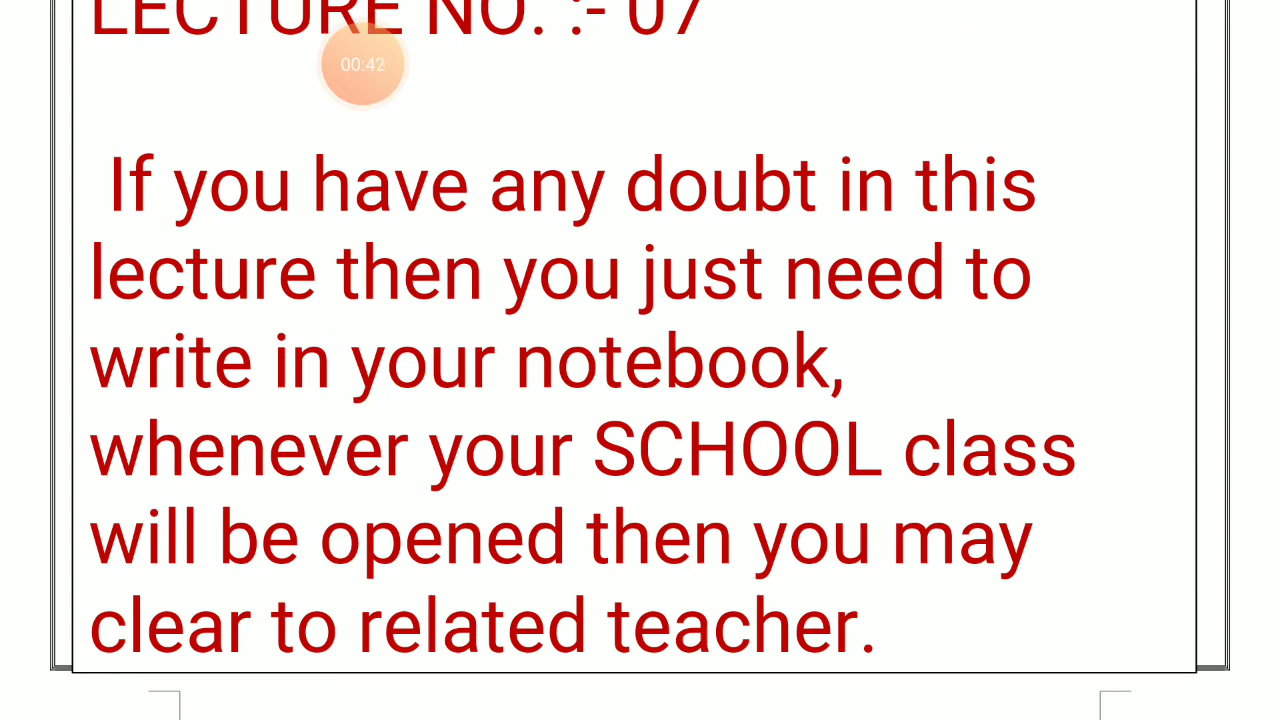 LECTURE NO. :- 07
00:42
If you have any doubt in this
lecture then you just need to
write in your notebook,
whenever your SCHOOL class
will be opened then you may
clear to related teacher.